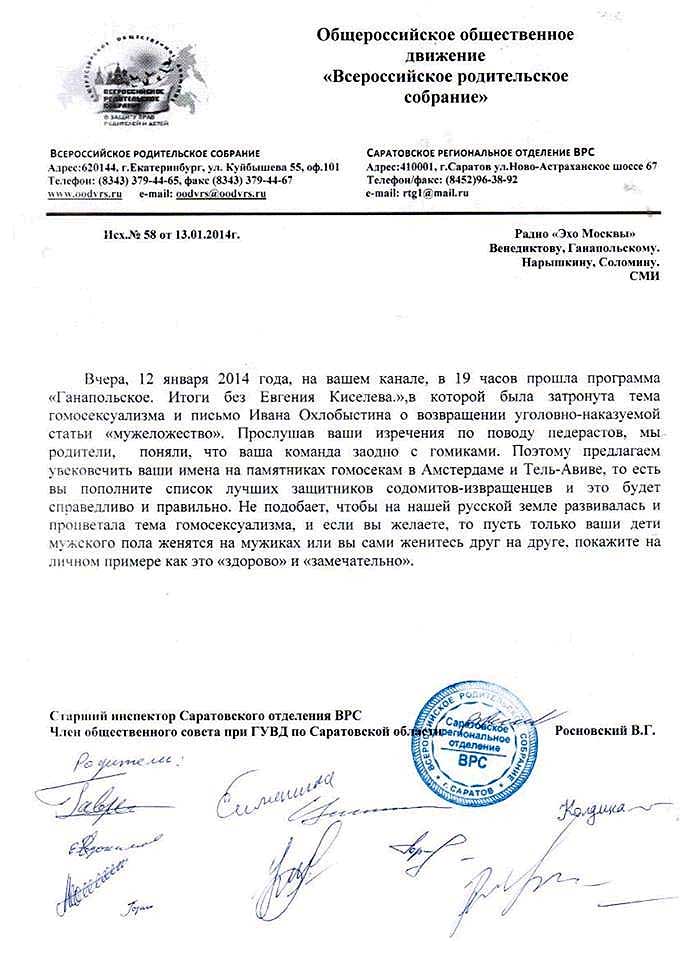 Общероссийское общественное
движение
«Всероссийское родительское
собрание»
ВСЕРОССИЙСКОЕ
РОДИТЕЛЬСКОЕ
СОБРАНИЕ
В ЗАЩИТУ ПРАВ
РОДИТЕЛЕЙ И ДЕТЕЙ
ВСЕРОССИЙСКОЕ РОДИТЕЛЬСКОЕ СОБРАНИЕ
Адрес:620144, г.Екатеринбург, ул. Куйбышева 55, оф.101
Телефон: (8343) 379-44-65, факс (8343) 379-44-67
www.oodvrs.ru e-mail: oodvrs@oodvrs.ru
САРАТОВСКОЕ РЕГИОНАЛЬНОЕ ОТДЕЛЕНИЕ ВРС
Адрес:410001, г.Саратов ул.Ново-Астраханское шоссе 67
Телефон/факс: (8452)96-38-92
e-mail: rtg1@mail.ru
Исх.№ 58 от 13.01.2014г.
Радио «Эхо Москвы»
Венедиктову, Ганапольскому.
Нарышкину, Соломину.
СМИ
Вчера, 12 января 2014 года, на вашем канале, в 19 часов прошла программа
«Ганапольское. Итоги без Евгения Киселева.»,в которой была затронута тема
гомосексуализма и письмо Ивана Охлобыстина о возвращении уголовно-наказуемой
статьи «мужеложество». Прослушав ваши изречения по поводу педерастов, мы
родители, поняли, что ваша команда заодно с гомиками. Поэтому предлагаем
увековечить ваши имена на памятниках гомосекам в Амстердаме и Тель-Авиве, то есть
вы пополните список лучших защитников содомитов-извращенцев и это будет
справедливо и правильно. Не подобает, чтобы на нашей русской земле развивалась и
процветала тема гомосексуализма, и если вы желаете, то пусть только ваши дети
мужского пола женятся на мужиках или вы сами женитесь друг на друге, покажите на
личном примере как это «здорово» и «замечательно».
Старший инспектор Саратовского отделения ВРС
Член общественного совета при ГУВД по Саратовской области
Росновский В.Г.
ВСЕРОССИЙСКОЕ РОДИТЕЛЬСКОЕ СОБРАНИЕ
Саратовское
региональное
отделение
ВРС
г. САРАТОВ
Родители: